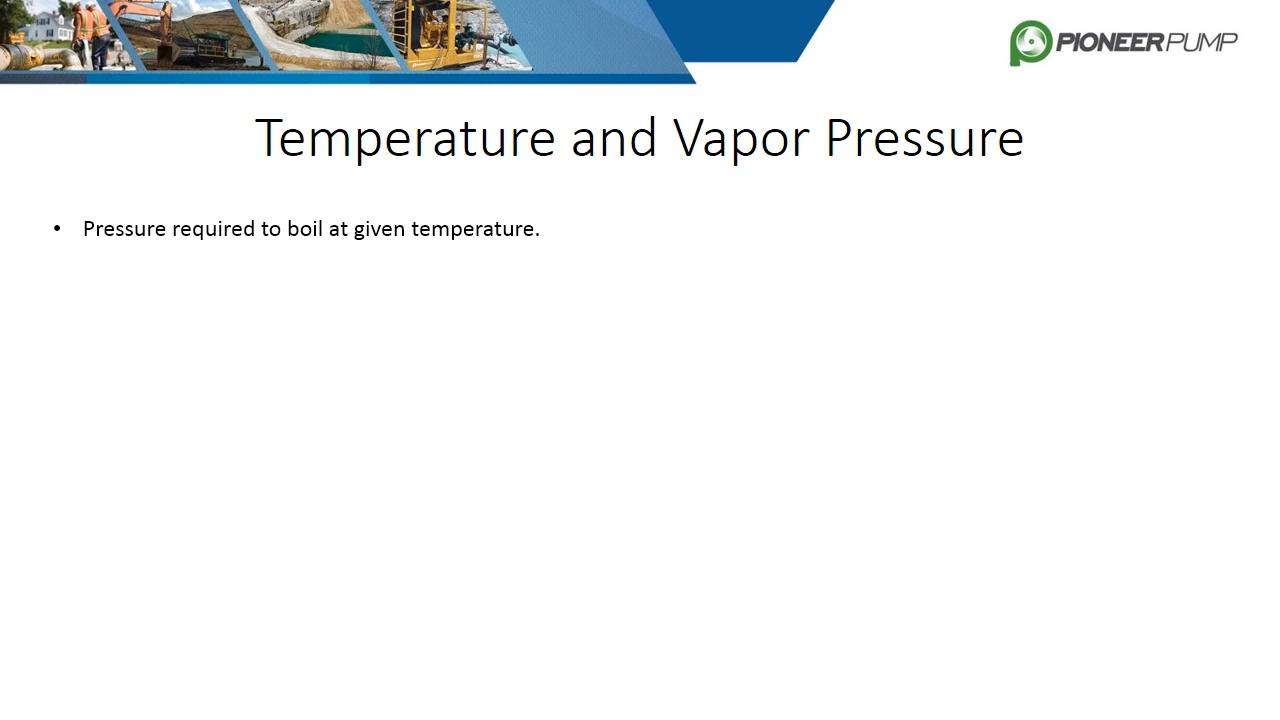 PIONEERPUMP
Temperature and Vapor Pressure
• Pressure required to boil at given temperature.